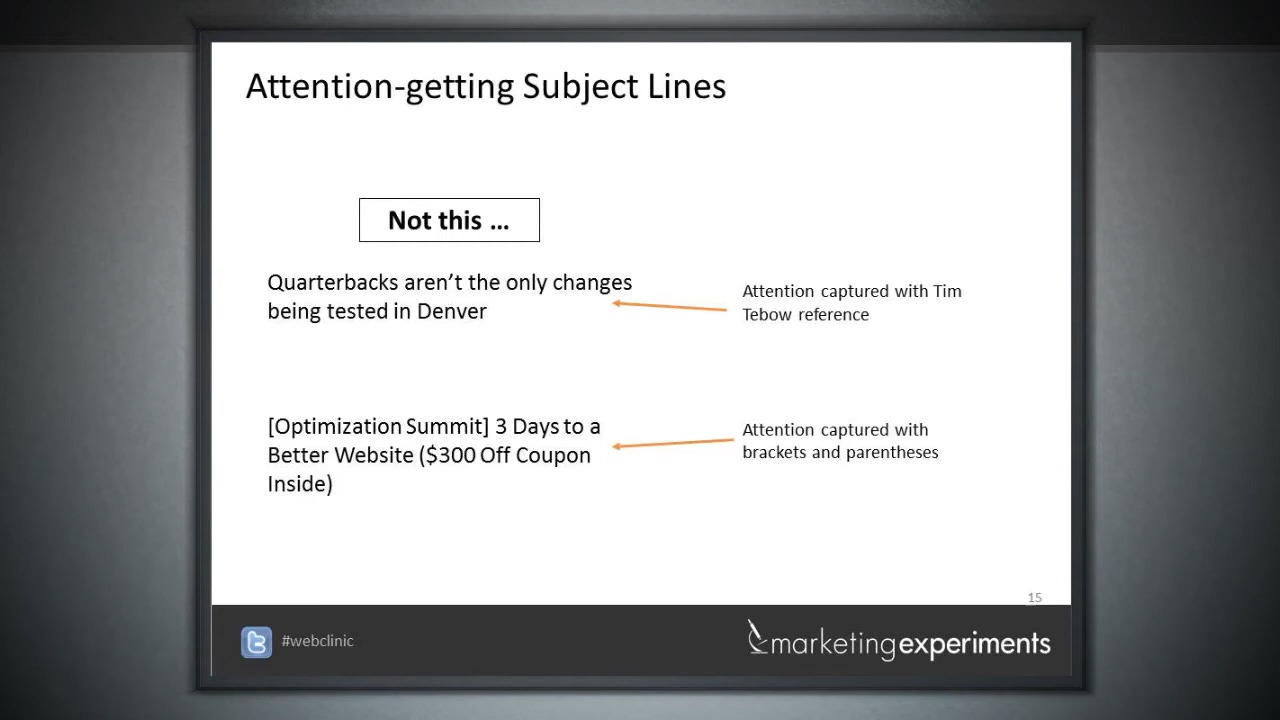 Attention-getting Subject Lines
Not this ...
Quarterbacks aren’t the only changes
being tested in Denver
Attention captured with Tim
Tebow reference
[Optimization Summit] 3 Days to a
Better Website ($300 Off Coupon
Inside)
Attention captured with
brackets and parentheses
15
#webclinic
marketingexperiments